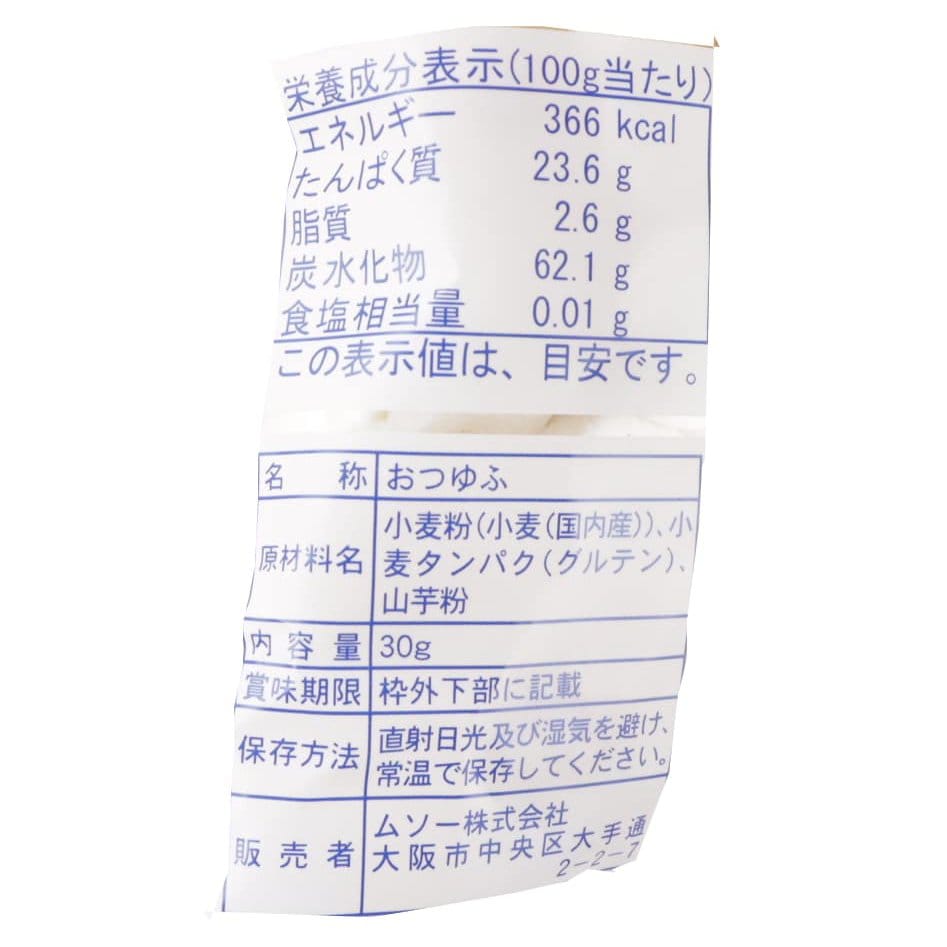 栄養成分表示(100g当たり)
エネルギー 366 kcal
たんぱく質 23.6 g
脂質 2.6 g
炭水化物 62.1 g
食塩相当量 0.01 g
この表示値は、目安です。
名称 おつゆふ
原材料名 小麦粉(小麦(国内産))、小
麦タンパク(グルテン)、
山芋粉
内容量 30g
賞味期限 枠外下部に記載
保存方法 直射日光及び湿気を避け、
常温で保存してください。
販売者 ムソー株式会社
大阪市中央区大手通
2-2-7